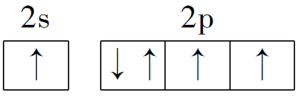 2s 2p
↑ ↓ ↑ ↑ ↑